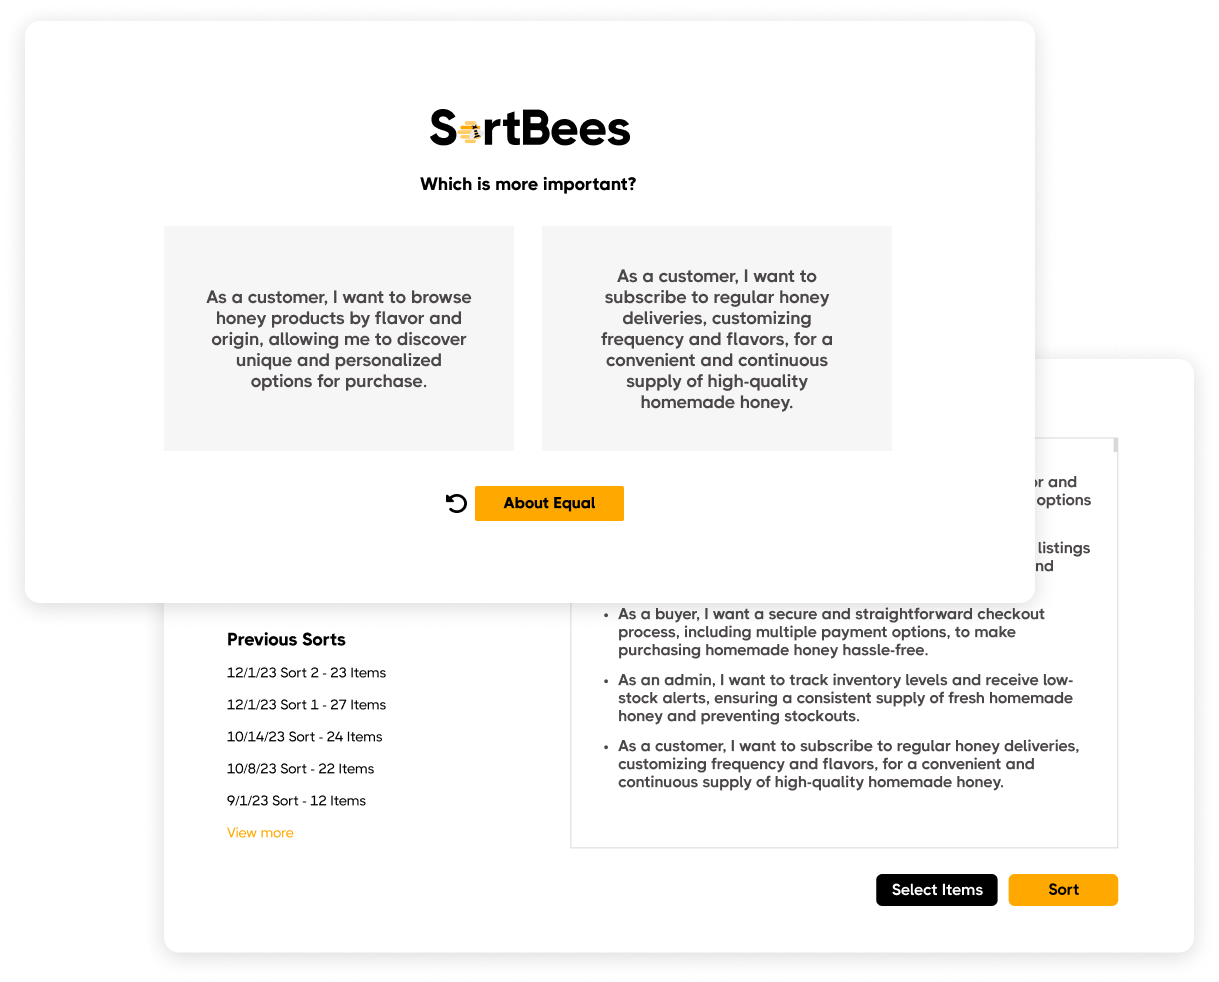 SortBees
Which is more important?
As a customer, I want to browse
honey products by flavor and
origin, allowing me to discover
unique and personalized
options for purchase.
As a customer, I want to
subscribe to regular honey
deliveries, customizing
frequency and flavors, for a
convenient and continuous
supply of high-quality
homemade honey.
About Equal
and
options
listings
Previous Sorts
12/1/23 Sort 2 - 23 Items
12/1/23 Sort 1 - 27 Items
10/14/23 Sort - 24 Items
10/8/23 Sort - 22 Items
9/1/23 Sort - 12 Items
View more
• As a buyer, I want a secure and straightforward checkout
process, including multiple payment options, to make
purchasing homemade honey hassle-free.
• As an admin, I want to track inventory levels and receive low-
stock alerts, ensuring a consistent supply of fresh homemade
honey and preventing stockouts.
• As a customer, I want to subscribe to regular honey deliveries,
customizing frequency and flavors, for a convenient and
continuous supply of high-quality homemade honey.
Select Items
Sort